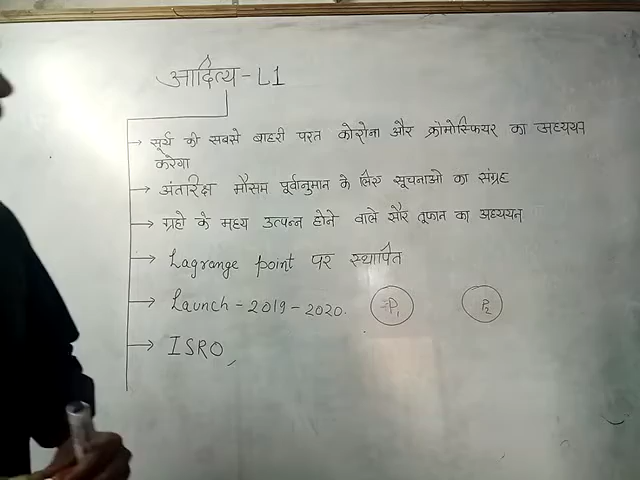 आदित्य - L1
→ सूर्य की सबसे बाहरी परत कोरोना और क्रोमोस्फियर का अध्ययन
करेगा
→ अंतरिक्ष मौसम पूर्वानुमान के लिए सूचनाओ का संग्रह
→ ग्रहो के मध्य उत्पन्न होने वाले सौर तूफान का अध्ययन
→ Lagrange point पर स्थापित
→ Launch - 2019 - 2020. P1 P2
→ ISRO,